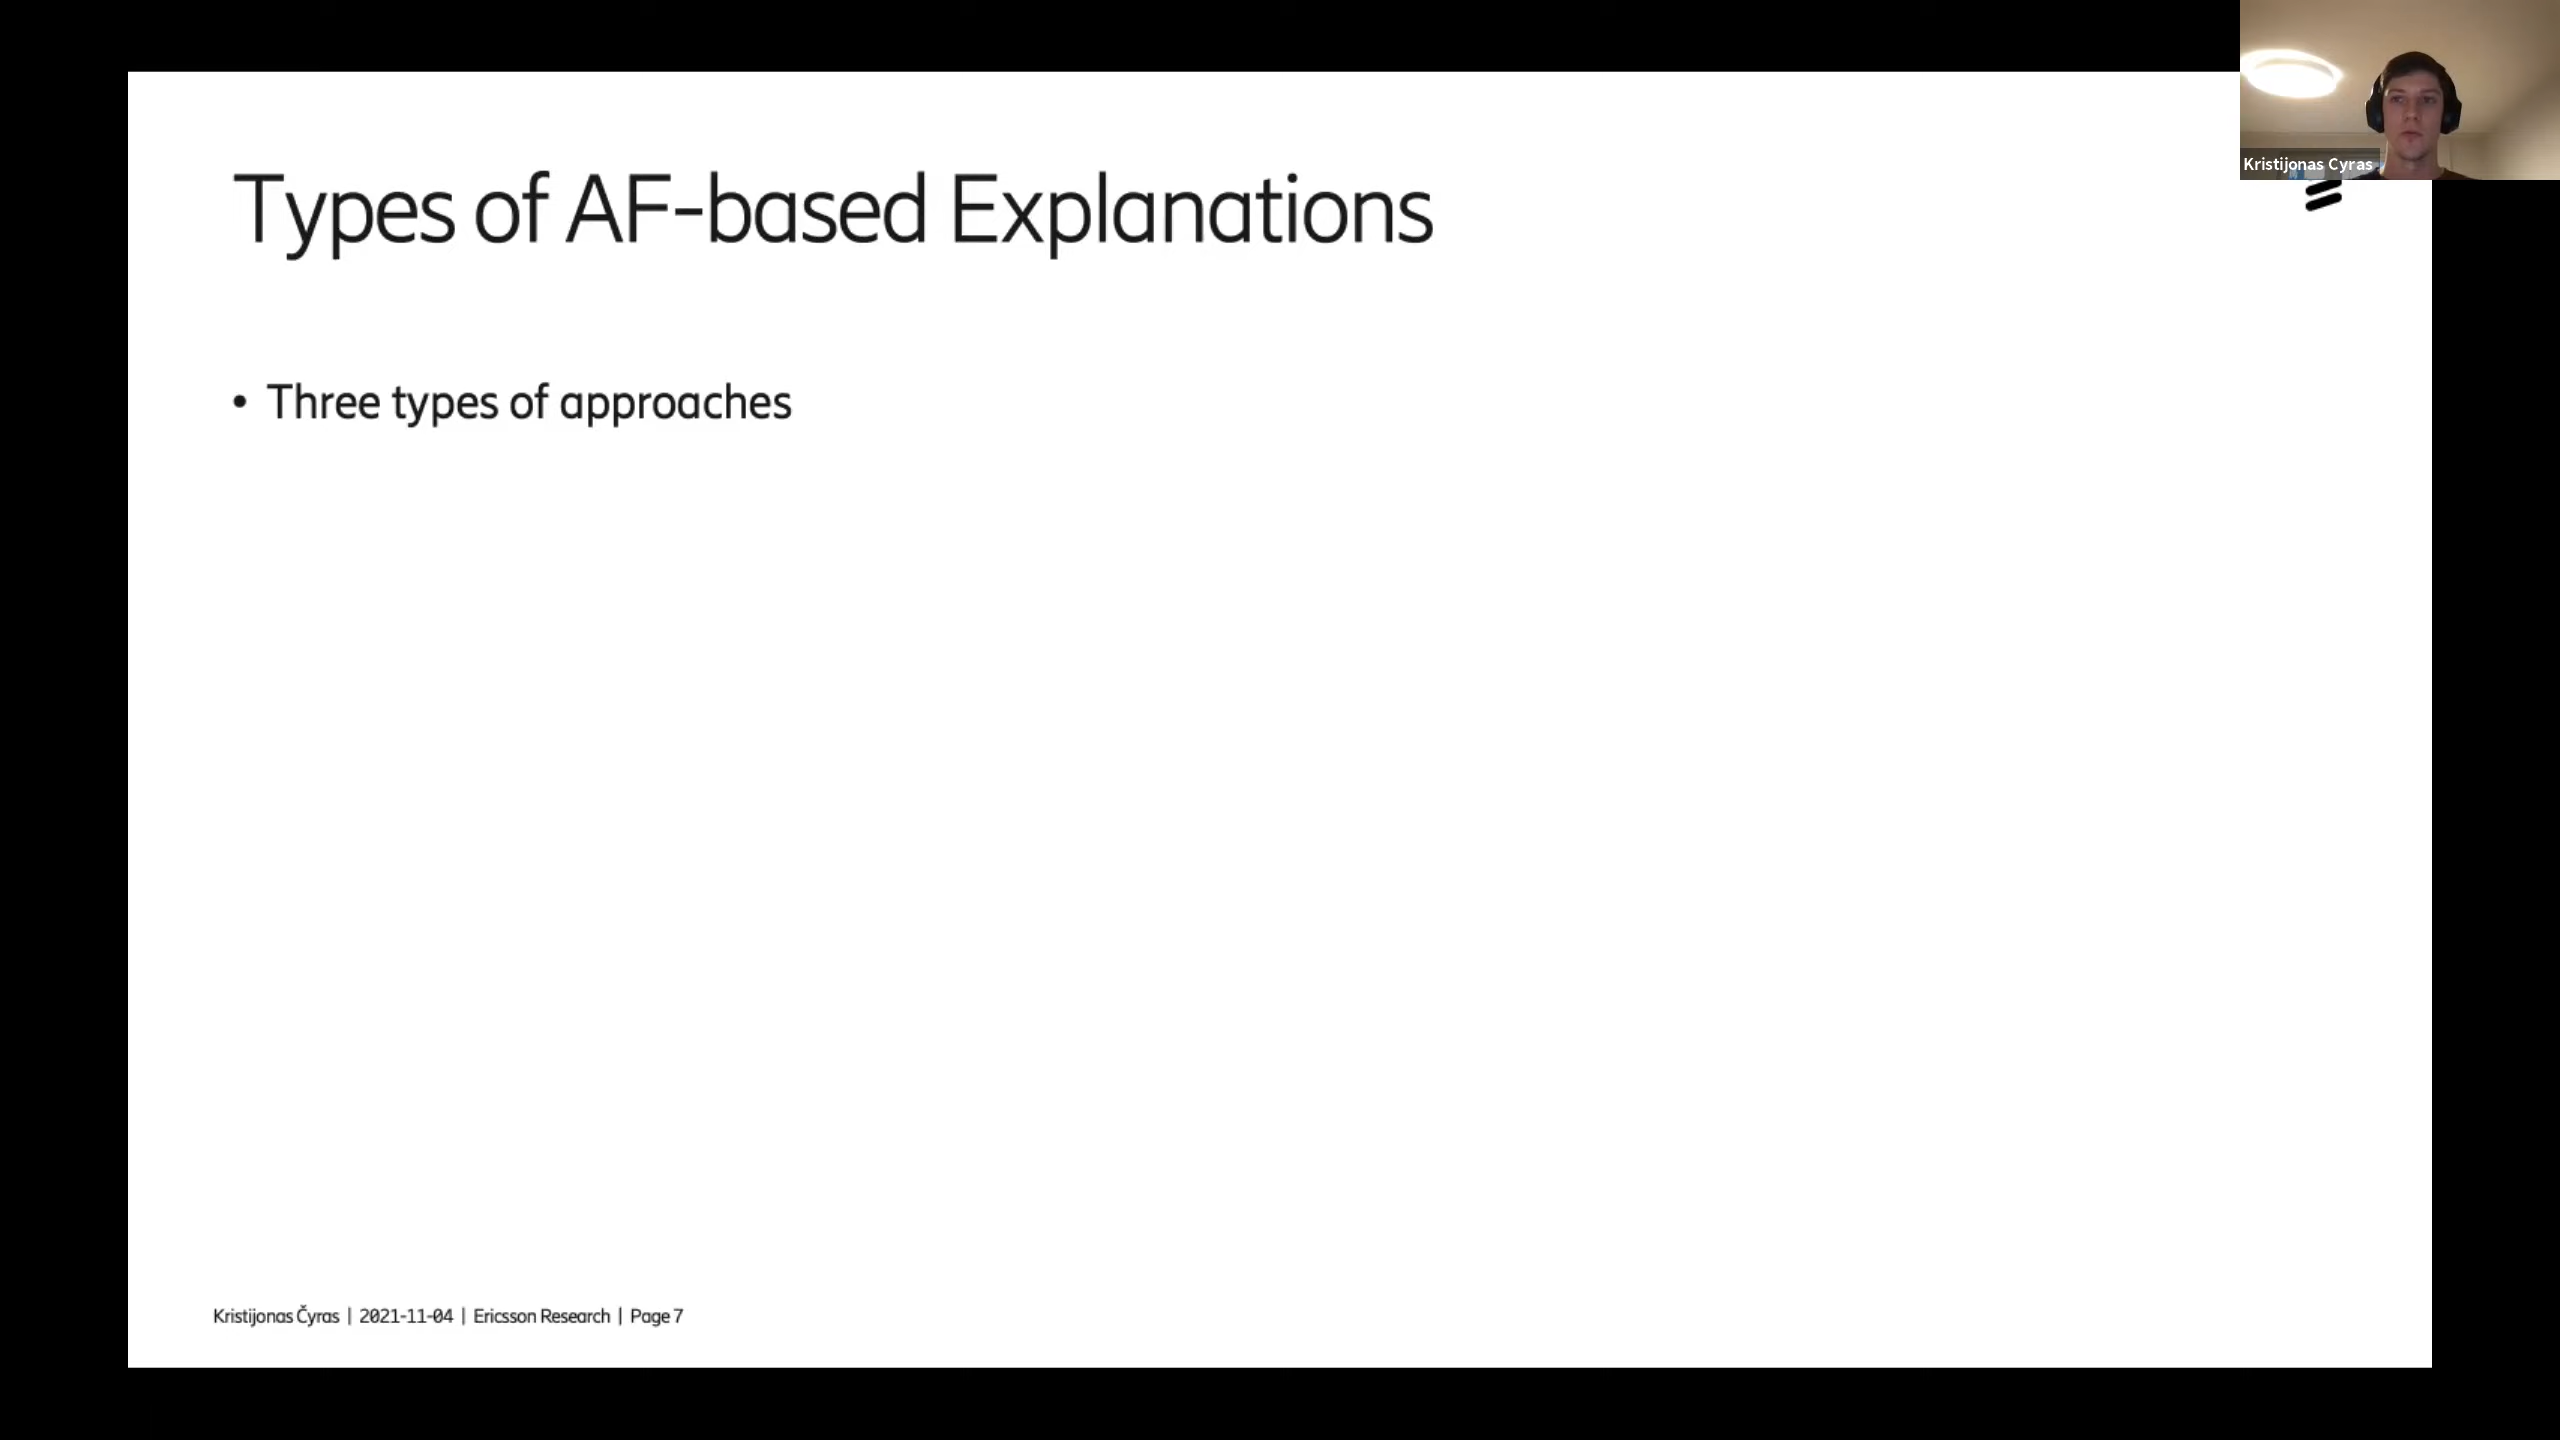 Kristijonas Cyras
Types of AF-based Explanations
• Three types of approaches
Kristijonas Čyras | 2021-11-04 | Ericsson Research | Page 7